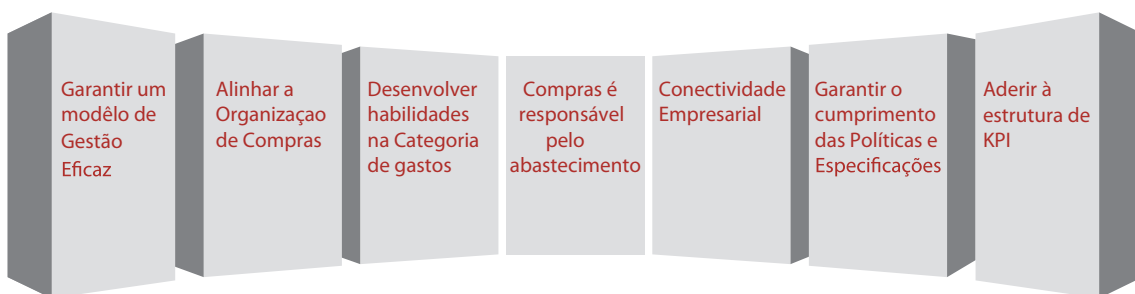 Garantir um
modêlo de
Gestão
Eficaz
Alinhar a
Organizaçao
de Compras
Desenvolver
habilidades
na Categoria
de gastos
Compras é
responsável
pelo
abastecimento
Conectividade
Empresarial
Garantir o
cumprimento
das Políticas e
Especificações
Aderir à
estrutura de
KPI